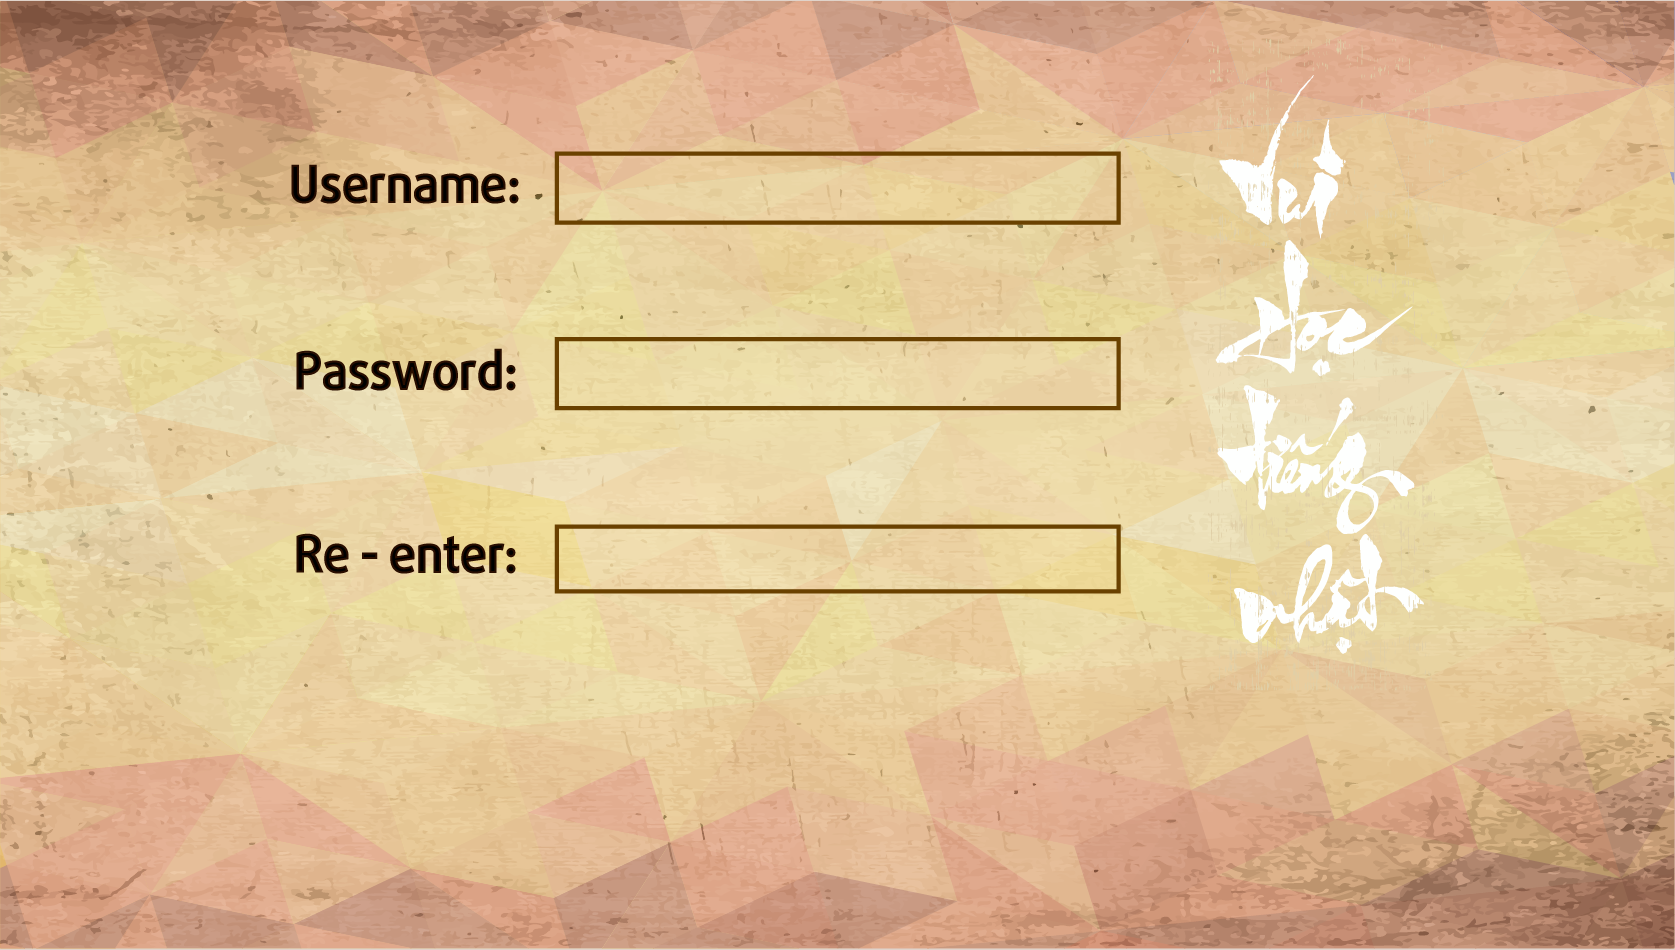 Username:
Password:
Re - enter:
Vui
học
tiếng
nhật